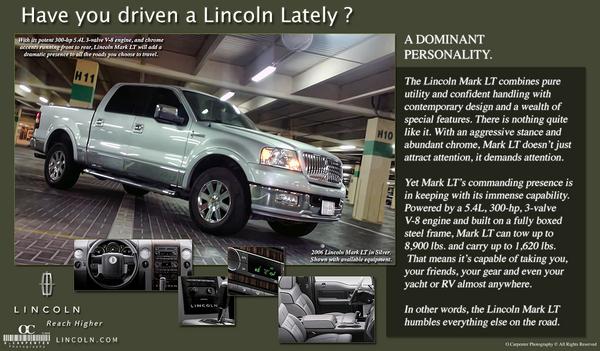 Have you driven a Lincoln Lately ?
With its potent 300-hp 5.4L 3-valve V-8 engine, and chrome
accents running front to rear, Lincoln Mark LT will add a
dramatic presence to all the roads you choose to travel.
H11
H10
2006 Lincoln Mark LT in Silver.
Shown with available equipment.
A DOMINANT
PERSONALITY.
The Lincoln Mark LT combines pure
utility and confident handling with
contemporary design and a wealth of
special features. There is nothing quite
like it. With an aggressive stance and
abundant chrome, Mark LT doesn't just
attract attention, it demands attention.
Yet Mark LT's commanding presence is
in keeping with its immense capability.
Powered by a 5.4L, 300-hp, 3-valve
V-8 engine and built on a fully boxed
steel frame, Mark LT can tow up to
8,900 lbs. and carry up to 1,620 lbs.
That means it's capable of taking you,
your friends, your gear and even your
yacht or RV almost anywhere.
In other words, the Lincoln Mark LT
humbles everything else on the road.
LINCOLN
Reach Higher
LINCOLN.COM
OC
O.CARPENTER
Photography
O.Carpenter Photography © All Rights Reserved